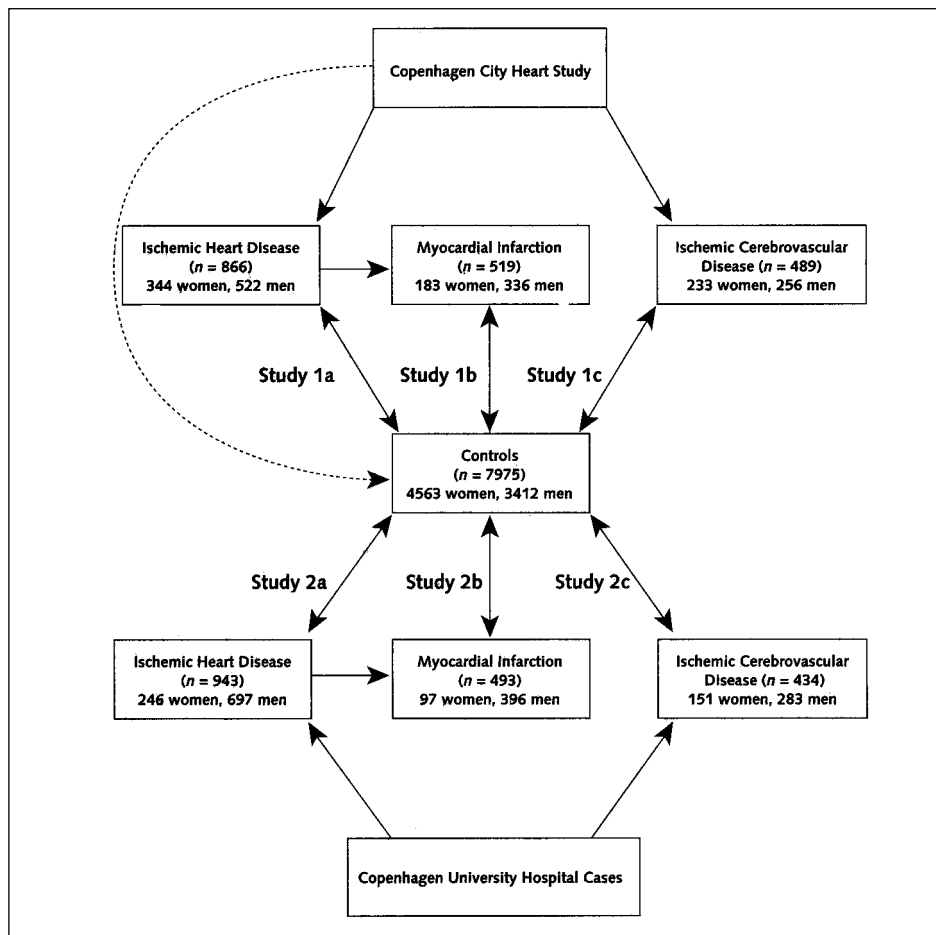 Copenhagen City Heart Study
Ischemic Heart Disease
(n = 866)
344 women, 522 men
Myocardial Infarction
(n = 519)
183 women, 336 men
Ischemic Cerebrovascular
Disease (n = 489)
233 women, 256 men
Study 1a
Study 1b
Study 1c
Controls
(n = 7975)
4563 women, 3412 men
Study 2a
Study 2b
Study 2c
Ischemic Heart Disease
(n = 943)
246 women, 697 men
Myocardial Infarction
(n = 493)
97 women, 396 men
Ischemic Cerebrovascular
Disease (n = 434)
151 women, 283 men
Copenhagen University Hospital Cases